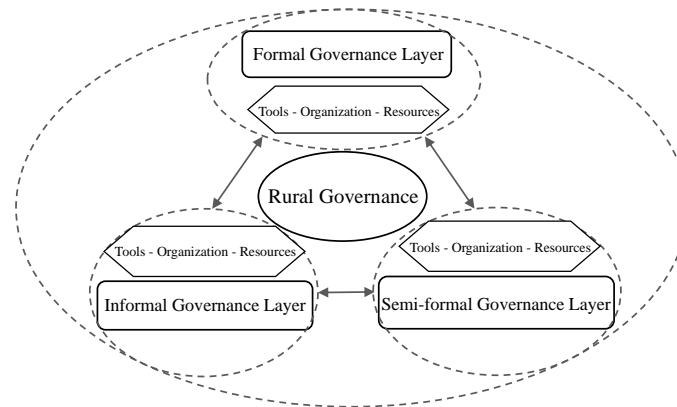 Formal Governance Layer
Tools - Organization - Resources
Rural Governance
Tools - Organization - Resources
Informal Governance Layer
Tools - Organization - Resources
Semi-formal Governance Layer